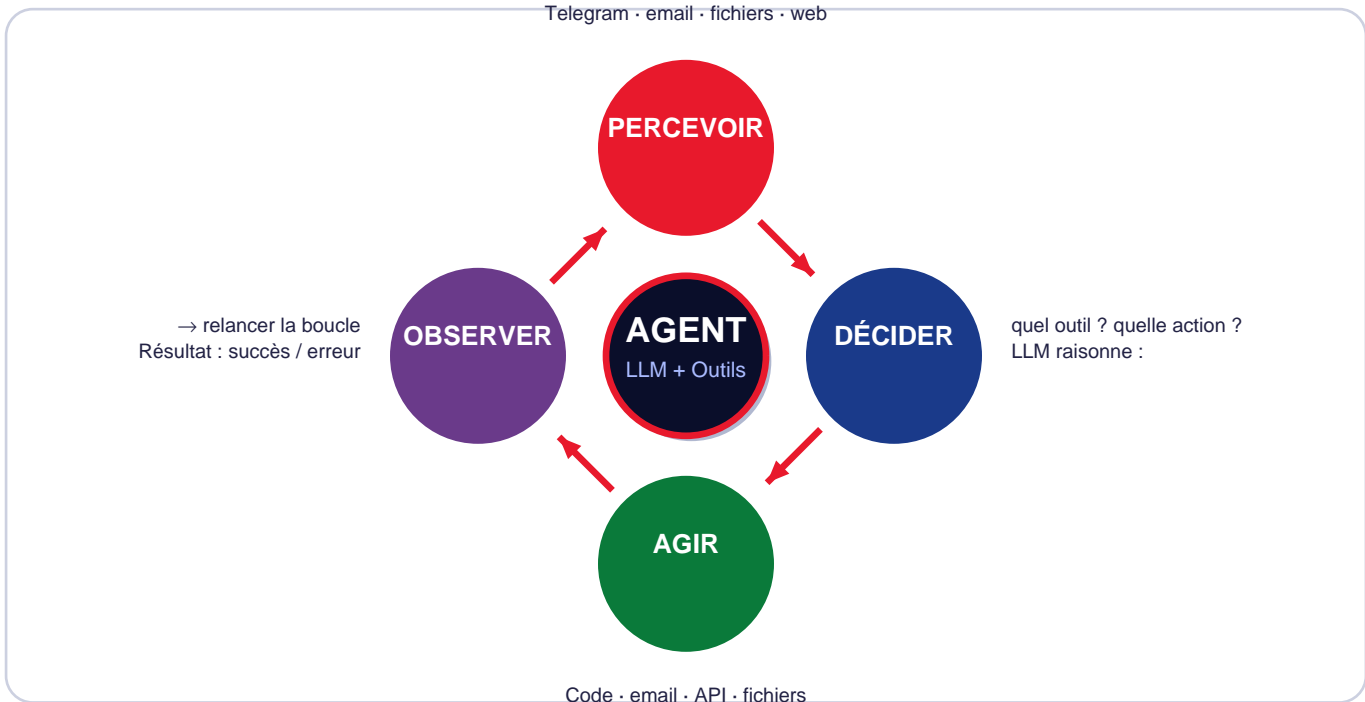 Telegram · email · fichiers · web
PERCEVOIR
→ relancer la boucle
Résultat : succès / erreur
OBSERVER
AGENT
LLM + Outils
DÉCIDER
quel outil ? quelle action ?
LLM raisonne :
AGIR
Code · email · API · fichiers